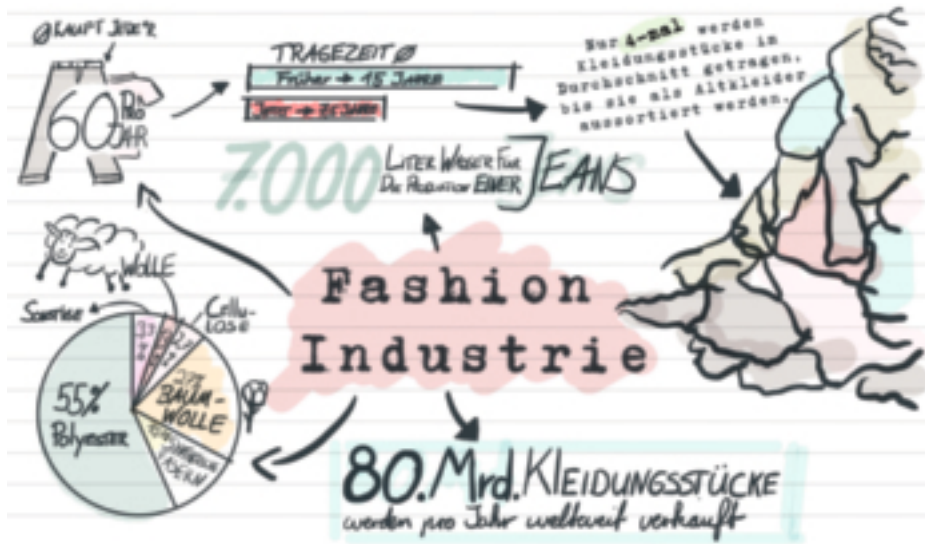 Ø KAUFT JEDE*R
60 PRO
JAHR
TRAGEZEIT Ø
Früher → 15 JAHRE
Nur 4-mal werden
Kleidungsstücke im
Durchschnitt getragen,
bis sie als Altkleider
aussortiert werden.
7.000 LITER WASSER FÜR
DIE PRODUKTION EINER JEANS
WOLLE
Fashion
Industrie
CELLU-
LOSE
55%
POLYESTER
BAUM-
WOLLE
FASERN
80. Mrd. KLEIDUNGSSTÜCKE
werden pro Jahr weltweit verkauft